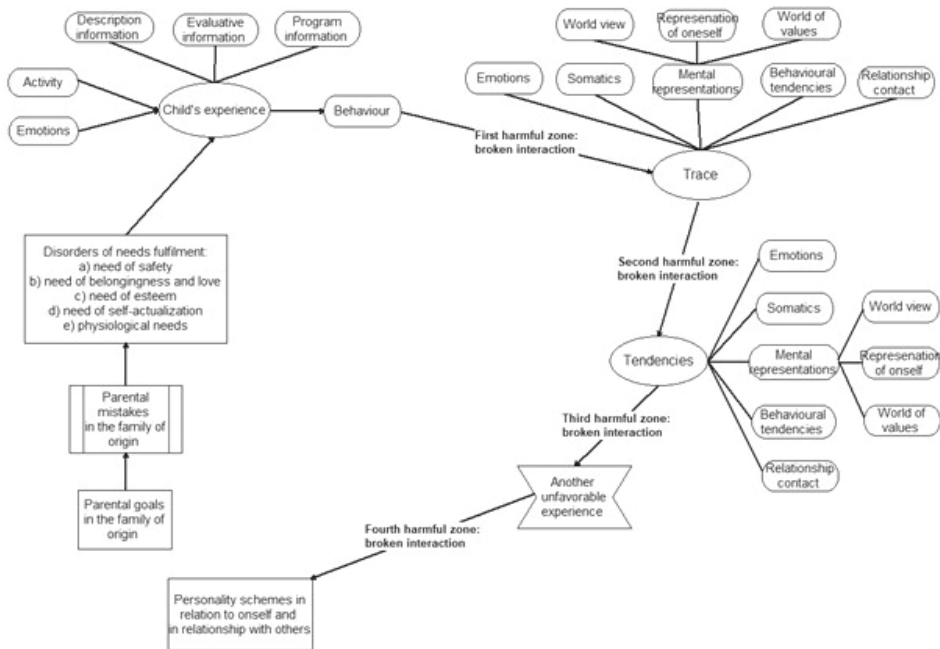 Description
information
Evaluative
information
Program
information
Activity
Emotions
Child's experience
Behaviour
First harmful zone:
broken interaction
World view
Represenation
of oneself
World of
values
Emotions
Somatics
Mental
representations
Behavioural
tendencies
Relationship
contact
Trace
Disorders of needs fulfilment:
a) need of safety
b) need of belongingness and love
c) need of esteem
d) need of self-actualization
e) physiological needs
Second harmful zone:
broken interaction
Emotions
Somatics
World view
Tendencies
Mental
representations
Represenation
of onself
Behavioural
tendencies
World of
values
Relationship
contact
Parental
mistakes
in the family of
origin
Third harmful zone:
broken interaction
Parental goals
in the family of
origin
Another
unfavorable
experience
Fourth harmful zone:
broken interaction
Personality schemes in
relation to onself and
in relationship with others